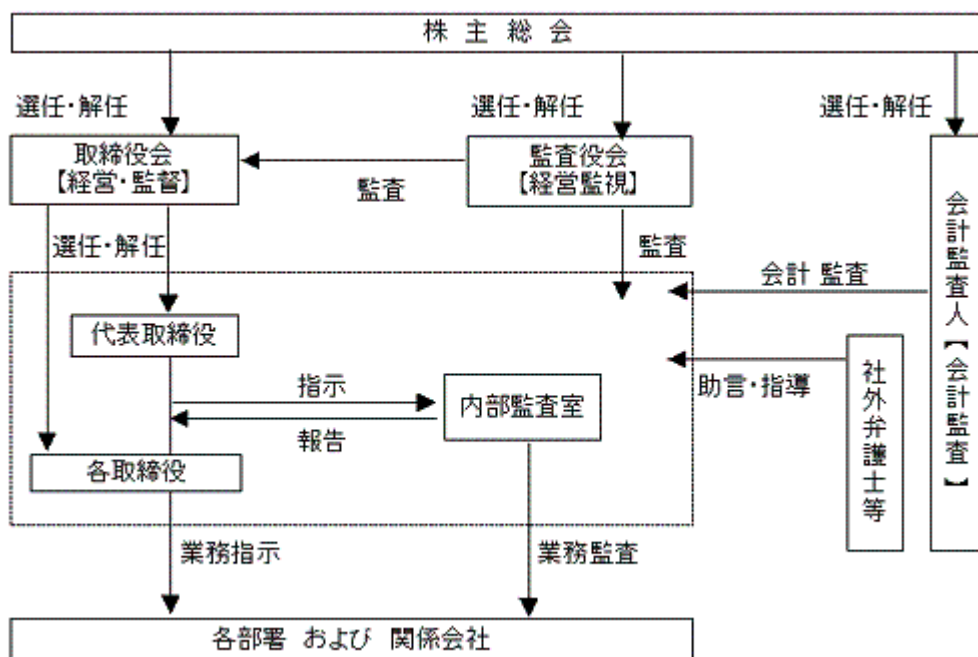 株 主 総 会
選任・解任
選任・解任
選任・解任
取締役会
【経営・監督】
監査
監査役会
【経営監視】
会計監査人【会計監査】
選任・解任
監査
会計 監査
代表取締役
社外弁護士等
助言・指導
指示
内部監査室
報告
各取締役
業務指示
業務監査
各部署 および 関係会社